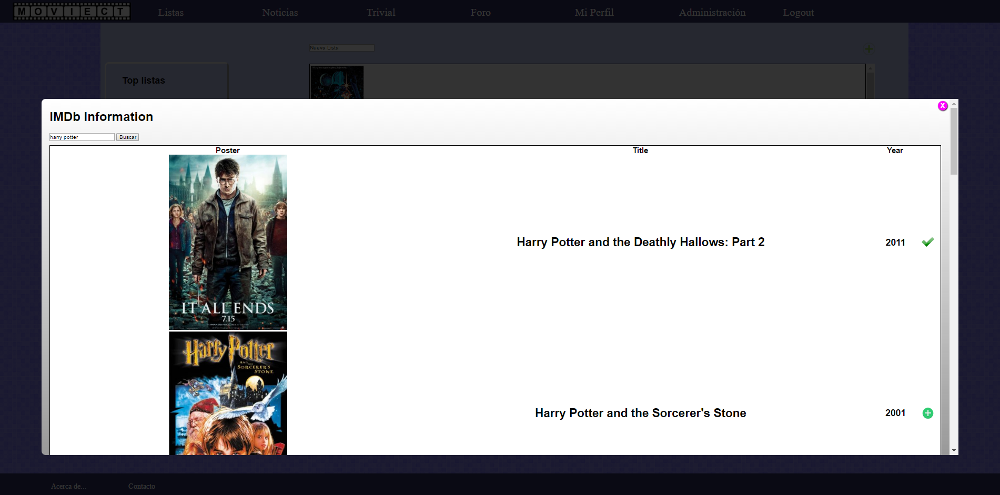 MOVIECT
Listas
Noticias
Trivial
Foro
Mi Perfil
Administración
Logout
Nueva Lista
Top listas
X
IMDb Information
harry potter
Buscar
Poster
Title
Year
IT ALL ENDS
7.15
Harry Potter and the Deathly Hallows: Part 2
2011
Harry Potter
AND THE
SORCERER'S
STONE
Harry Potter and the Sorcerer's Stone
2001
Acerca de...
Contacto